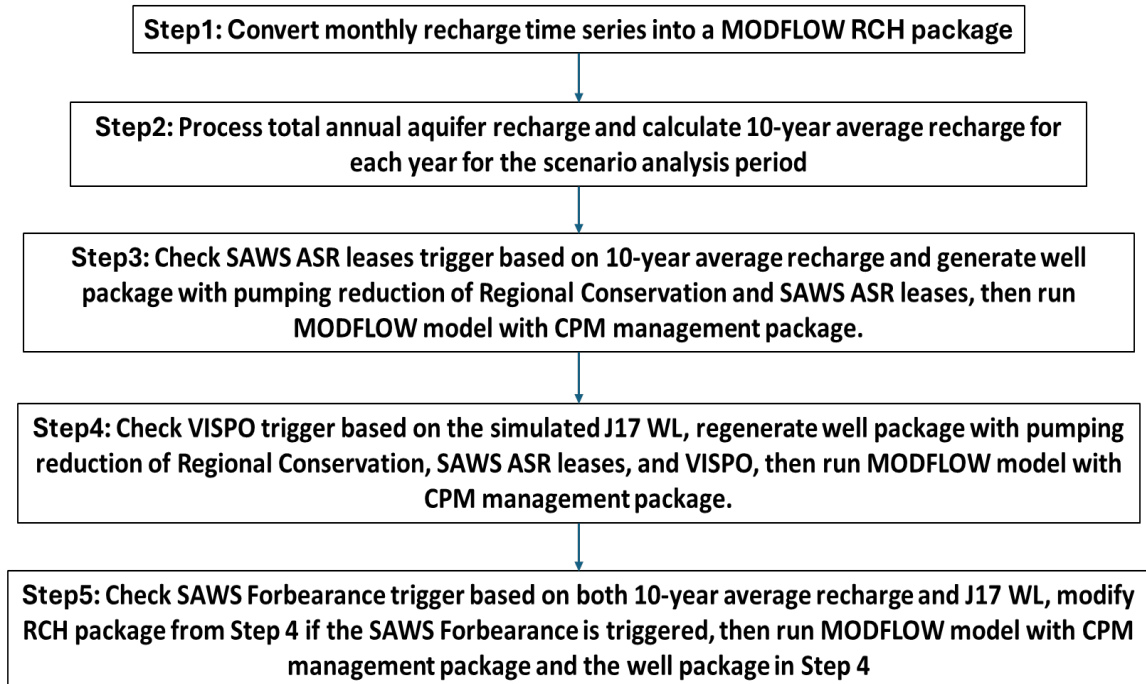 Step1: Convert monthly recharge time series into a MODFLOW RCH package
Step2: Process total annual aquifer recharge and calculate 10-year average recharge for
each year for the scenario analysis period
Step3: Check SAWS ASR leases trigger based on 10-year average recharge and generate well
package with pumping reduction of Regional Conservation and SAWS ASR leases, then run
MODFLOW model with CPM management package.
Step4: Check VISPO trigger based on the simulated J17 WL, regenerate well package with pumping
reduction of Regional Conservation, SAWS ASR leases, and VISPO, then run MODFLOW model with
CPM management package.
Step5: Check SAWS Forbearance trigger based on both 10-year average recharge and J17 WL, modify
RCH package from Step 4 if the SAWS Forbearance is triggered, then run MODFLOW model with CPM
management package and the well package in Step 4